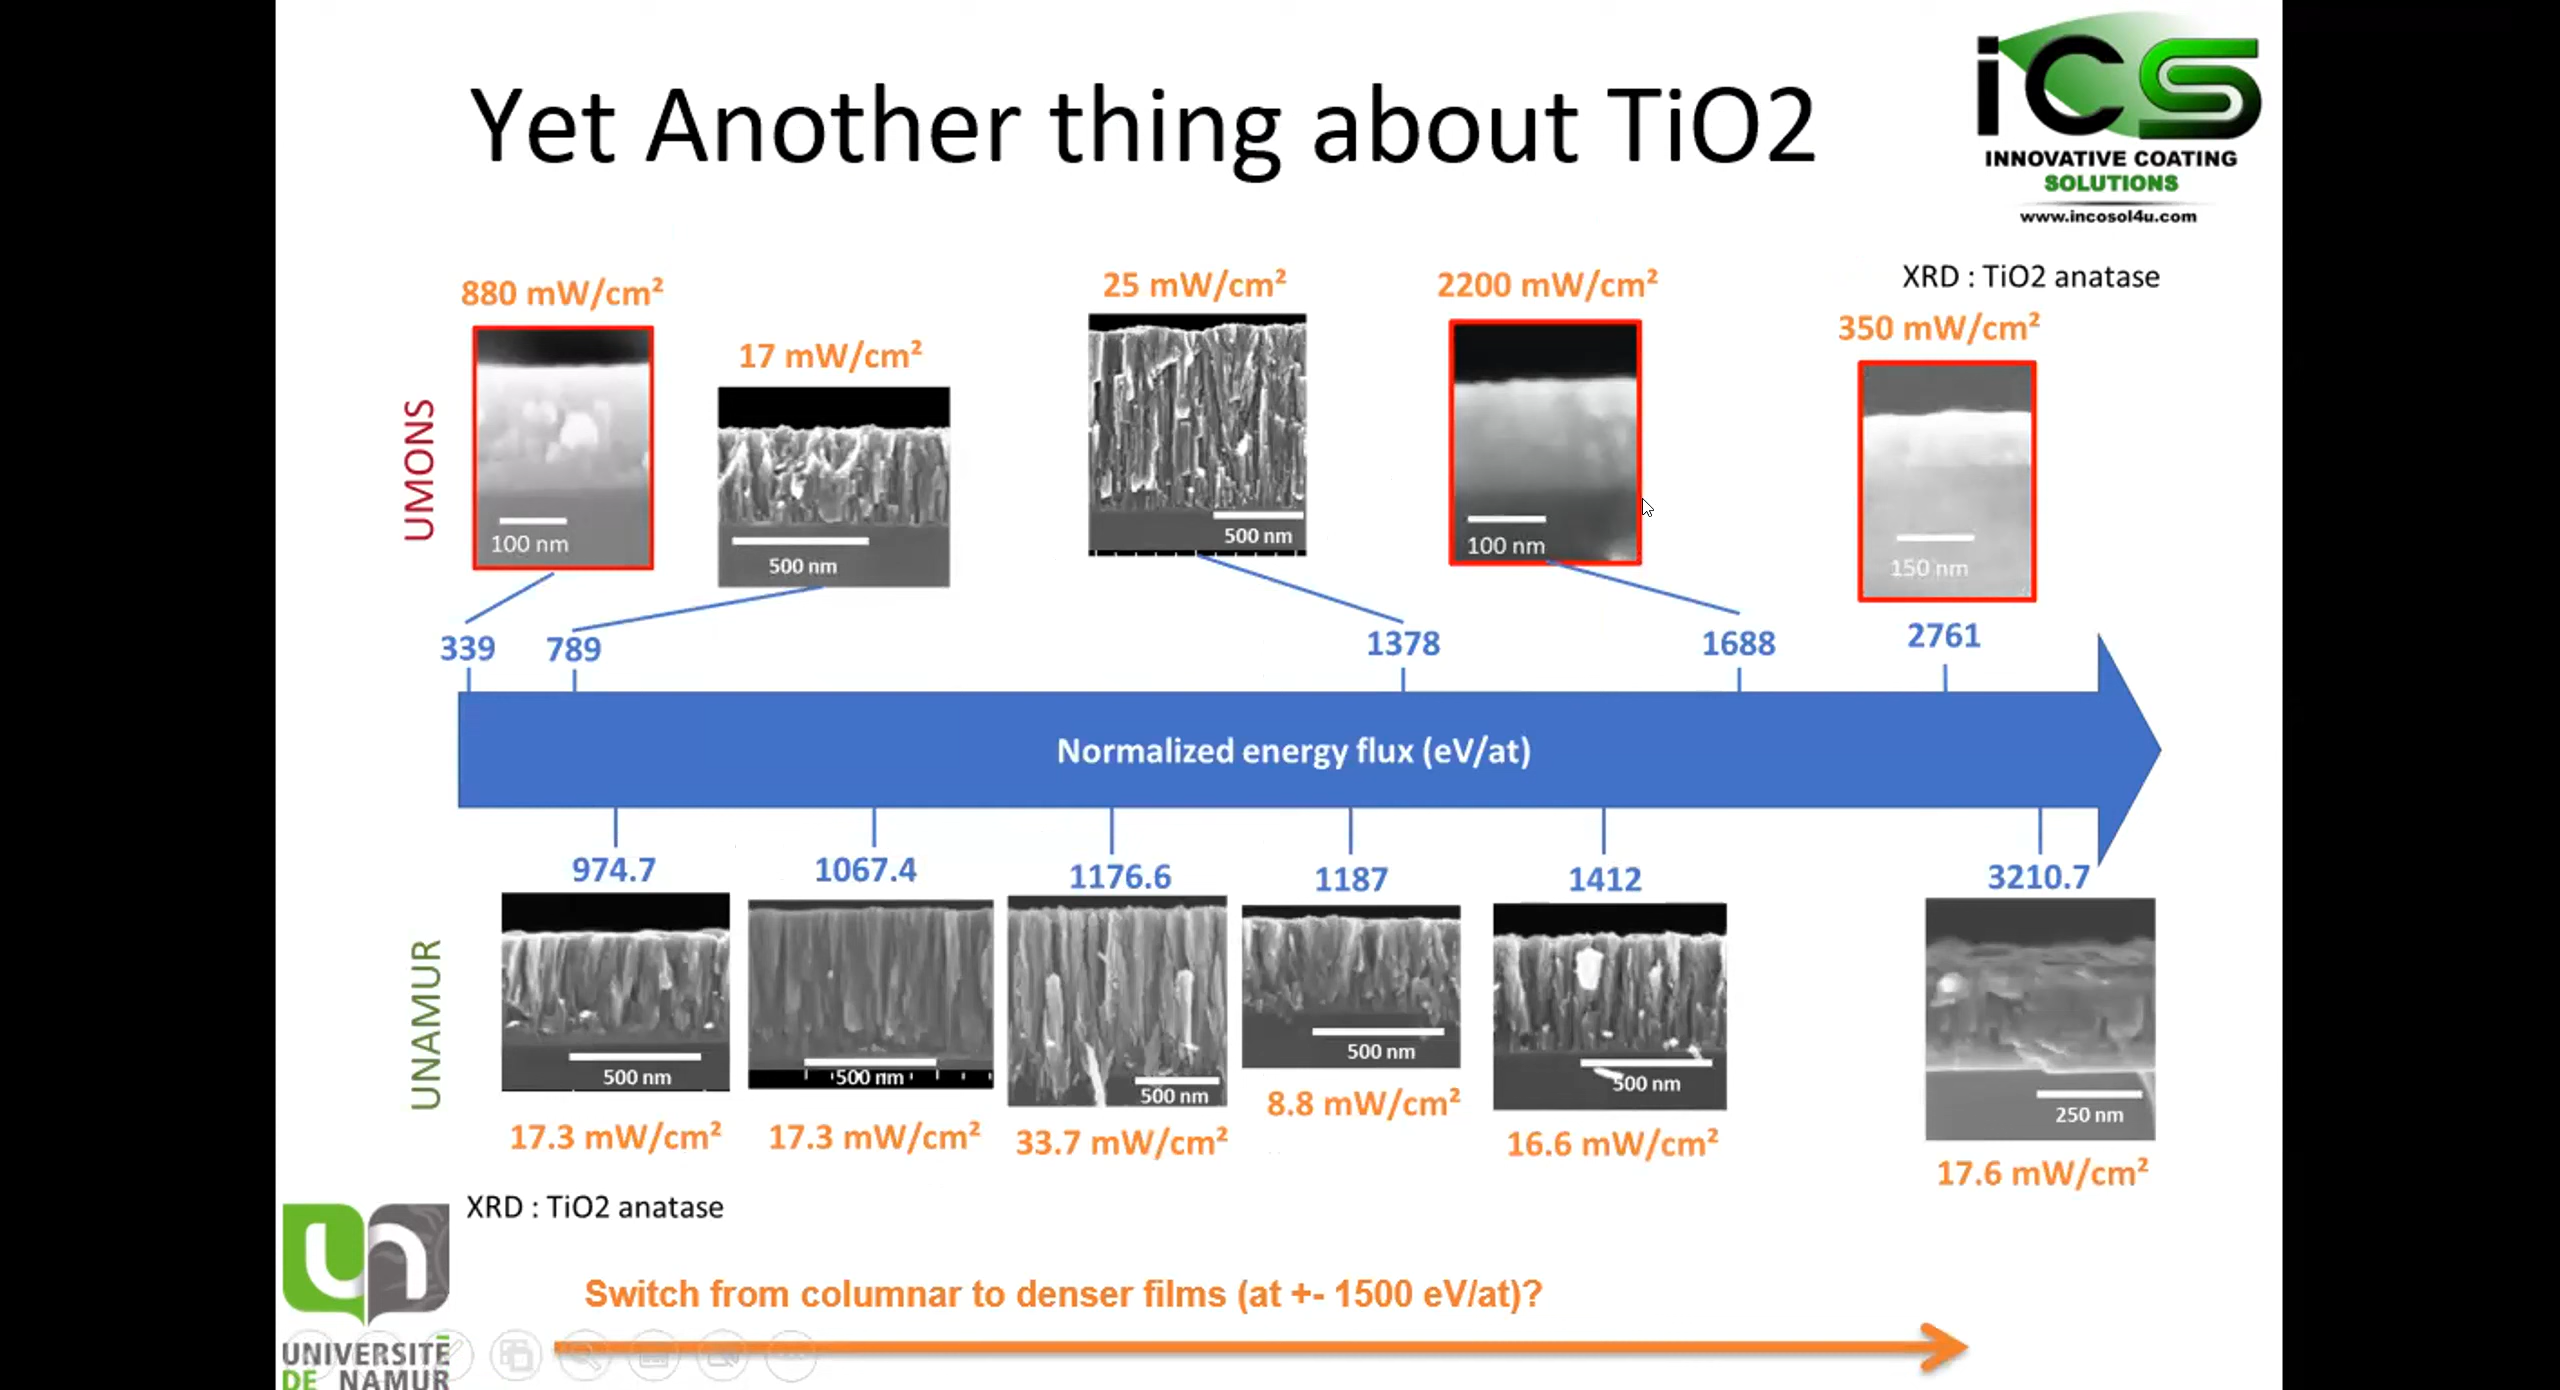 Yet Another thing about TiO2
iCS
INNOVATIVE COATING
SOLUTIONS
www.incosol4u.com
XRD : TiO2 anatase
880 mW/cm²
17 mW/cm²
25 mW/cm²
2200 mW/cm²
350 mW/cm²
UMONS
100 nm
500 nm
500 nm
100 nm
150 nm
339
789
1378
1688
2761
Normalized energy flux (eV/at)
974.7
1067.4
1176.6
1187
1412
3210.7
UNAMUR
500 nm
500 nm
500 nm
500 nm
500 nm
250 nm
17.3 mW/cm²
17.3 mW/cm²
33.7 mW/cm²
8.8 mW/cm²
16.6 mW/cm²
17.6 mW/cm²
XRD : TiO2 anatase
un
UNIVERSITÉ
DE NAMUR
Switch from columnar to denser films (at +- 1500 eV/at)?